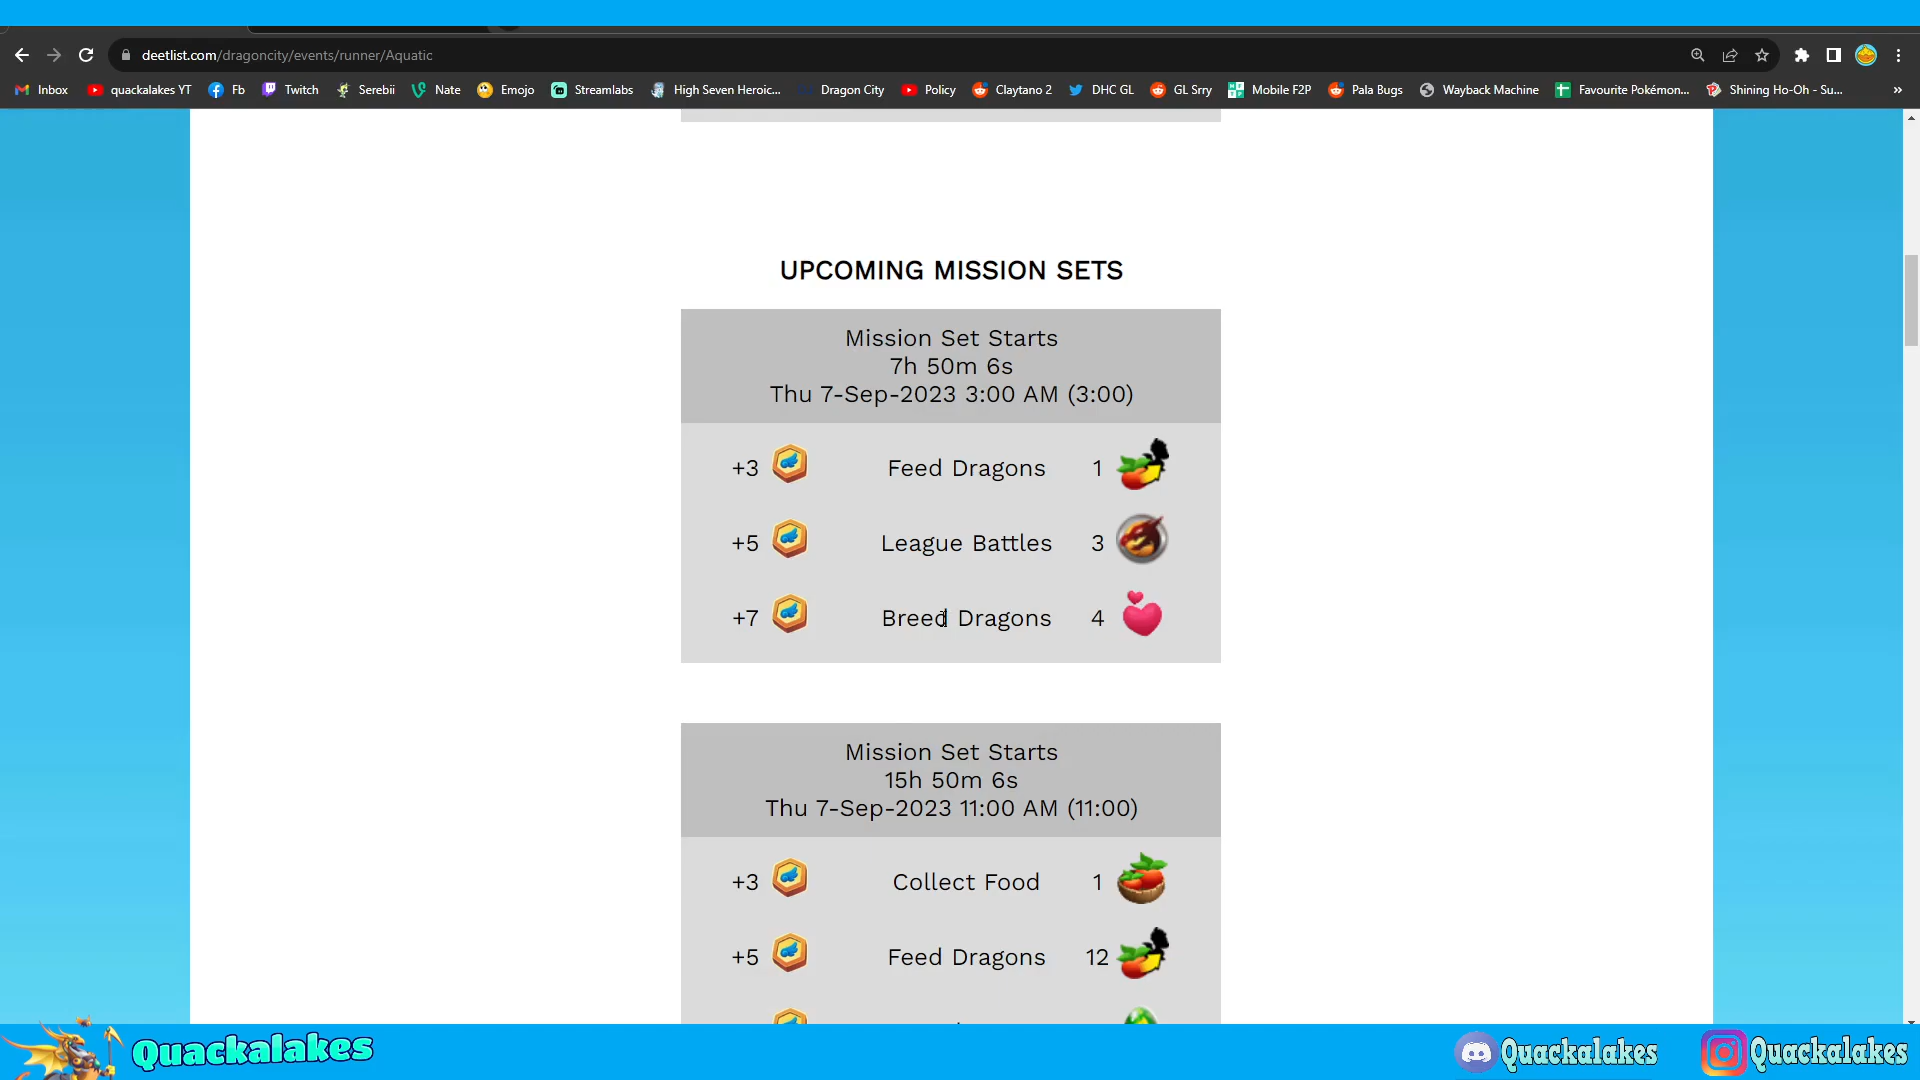 deetlist.com/dragoncity/events/runner/Aquatic
Inbox quackalakes YT Fb Twitch Serebii Nate Emojo Streamlabs High Seven Heroic... Dragon City Policy Claytano 2 DHC GL GL Srry Mobile F2P Pala Bugs Wayback Machine Favourite Pokémon... Shining Ho-Oh - Su... »
UPCOMING MISSION SETS
Mission Set Starts
7h 50m 6s
Thu 7-Sep-2023 3:00 AM (3:00)
+3 Feed Dragons 1
+5 League Battles 3
+7 Breed Dragons 4
Mission Set Starts
15h 50m 6s
Thu 7-Sep-2023 11:00 AM (11:00)
+3 Collect Food 1
+5 Feed Dragons 12
Quackalakes Quackalakes Quackalakes